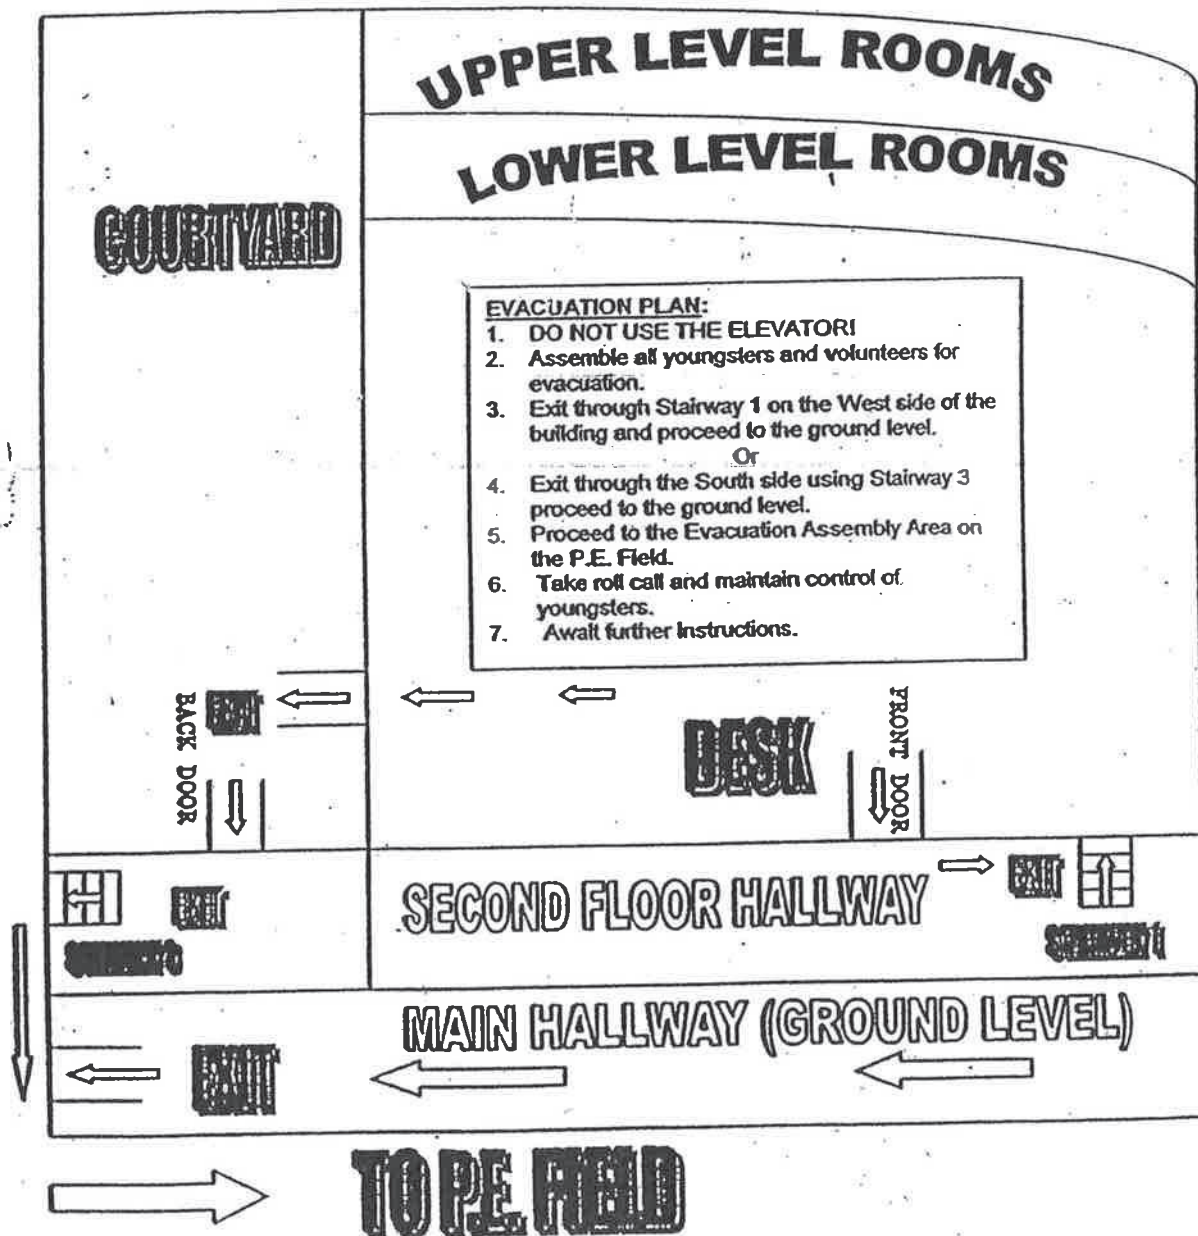 UPPER LEVEL ROOMS
LOWER LEVEL ROOMS
COURTYARD
EVACUATION PLAN:
1. DO NOT USE THE ELEVATOR!
2. Assemble all youngsters and volunteers for
evacuation.
3. Exit through Stairway 1 on the West side of the
building and proceed to the ground level.
Or
4. Exit through the South side using Stairway 3
proceed to the ground level.
5. Proceed to the Evacuation Assembly Area on
the P.E. Field.
6. Take roll call and maintain control of
youngsters.
7. Await further Instructions.
BACK DOOR
EXIT
DESK
FRONT DOOR
EXIT
SECOND FLOOR HALLWAY
EXIT
MAIN HALLWAY (GROUND LEVEL)
EXIT
TO P.E. FIELD